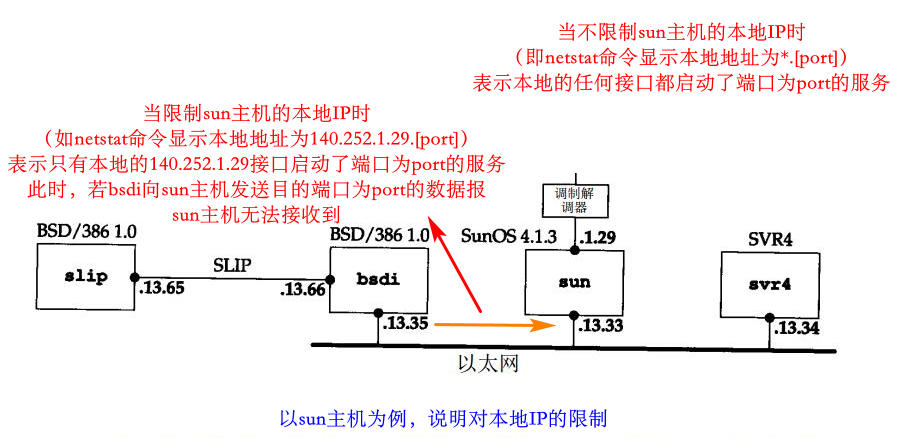 当不限制sun主机的本地IP时
（即netstat命令显示本地地址为*.[port]）
表示本地的任何接口都启动了端口为port的服务
当限制sun主机的本地IP时
（如netstat命令显示本地地址为140.252.1.29.[port]）
表示只有本地的140.252.1.29接口启动了端口为port的服务
此时，若bsdi向sun主机发送目的端口为port的数据报
sun主机无法接收到
调制解
调器
BSD/386 1.0
BSD/386 1.0
SunOS 4.1.3
.1.29
SVR4
slip
SLIP
bsdi
sun
svr4
.13.65
.13.66
.13.35
.13.33
.13.34
以太网
以sun主机为例，说明对本地IP的限制